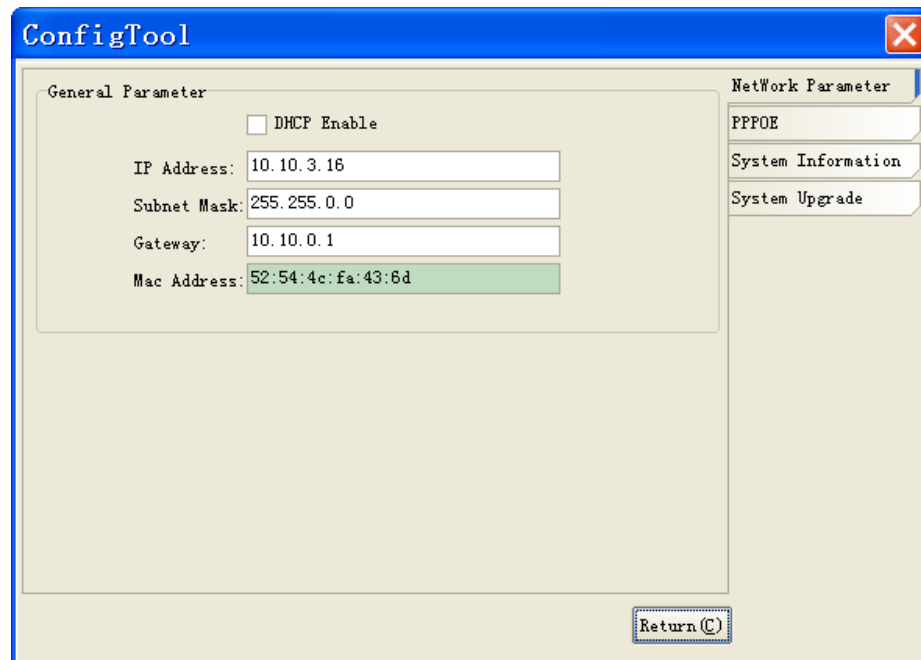 ConfigTool
General Parameter
DHCP Enable
IP Address: 10.10.3.16
Subnet Mask: 255.255.0.0
Gateway: 10.10.0.1
Mac Address: 52:54:4c:fa:43:6d
NetWork Parameter
PPPOE
System Information
System Upgrade
Return(C)